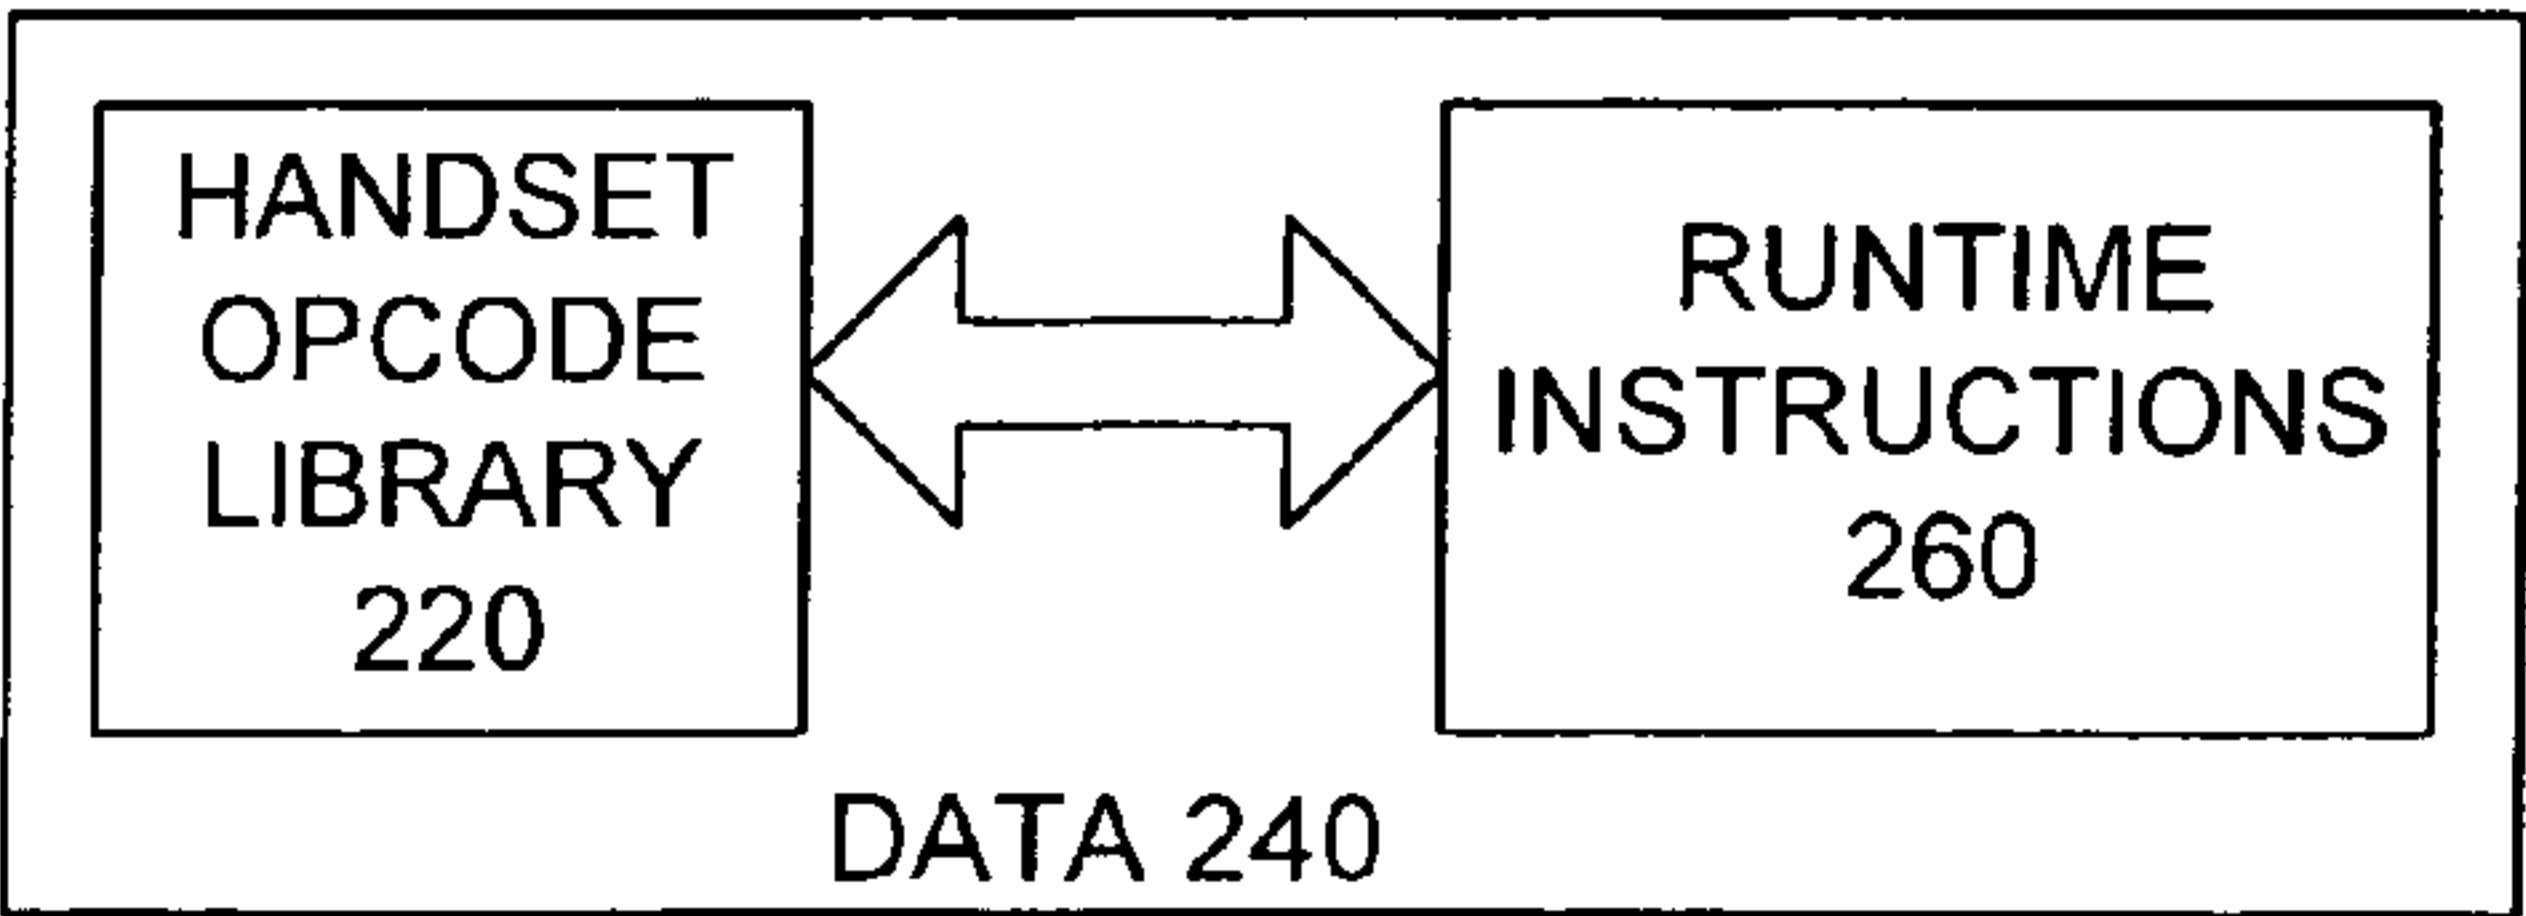 HANDSET
OPCODE
LIBRARY
220
RUNTIME
INSTRUCTIONS
260
DATA 240